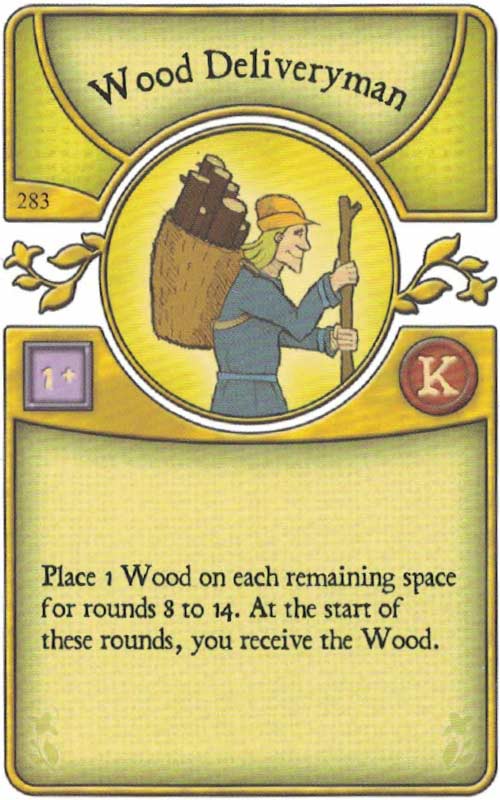 Wood Deliveryman
283
1+
K
Place 1 Wood on each remaining space
for rounds 8 to 14. At the start of
these rounds, you receive the Wood.